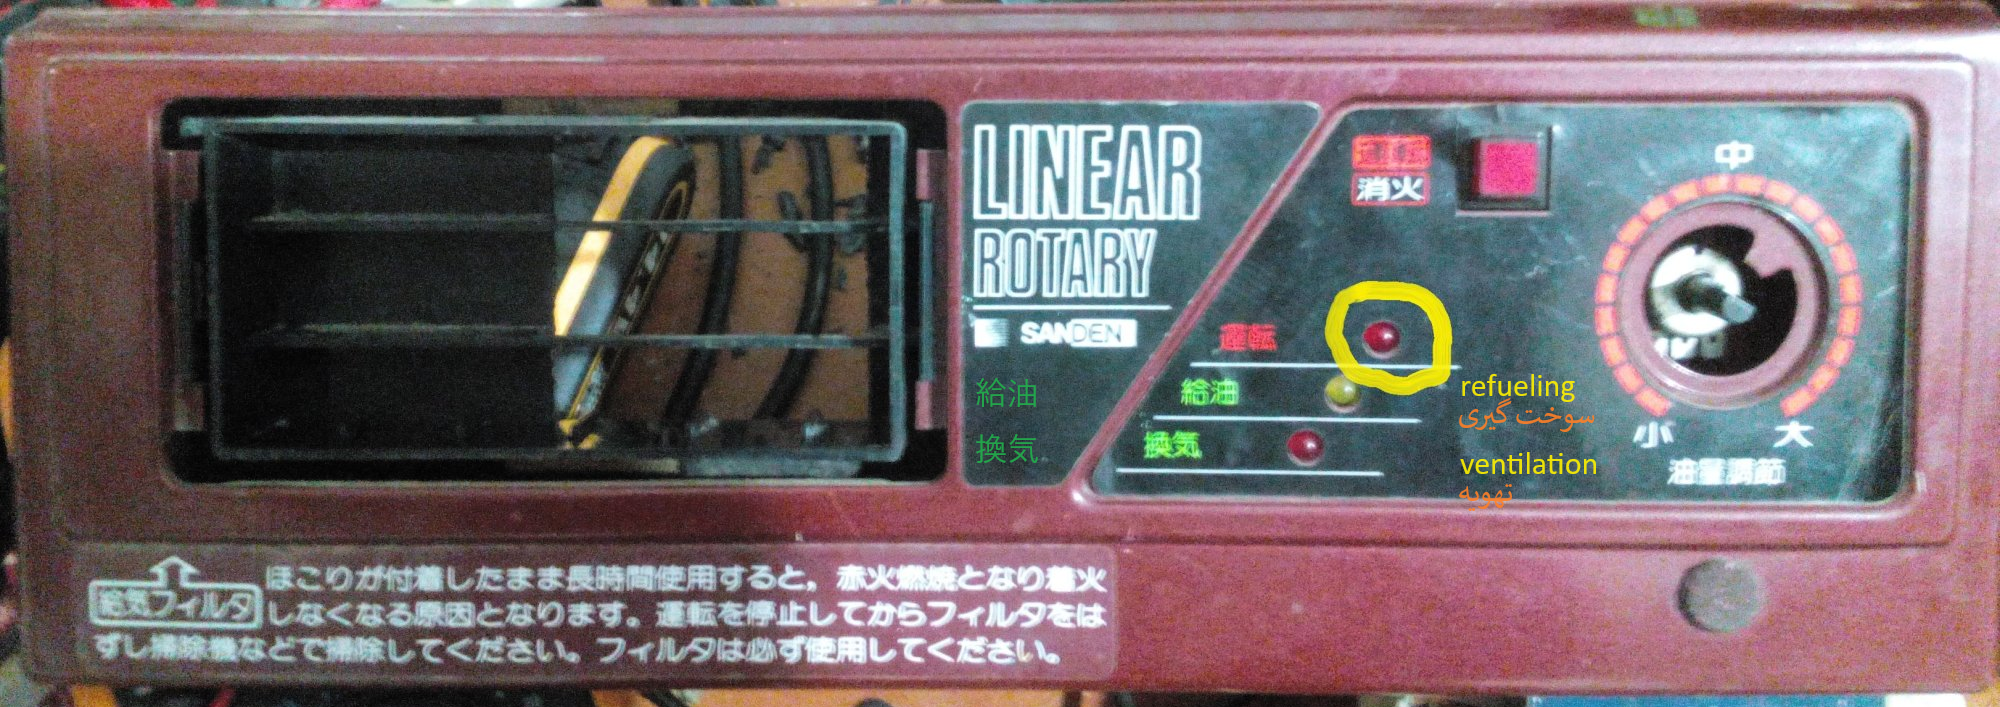 LINEAR
ROTARY
SANDEN
給油
換気
運転
消火
運転
給油
換気
refueling
سوخت گیری
ventilation
تهویه
中
小
大
油量調節
給気フィルタ
ほこりが付着したまま長時間使用すると，赤火燃焼となり着火
しなくなる原因となります。運転を停止してからフィルタをは
ずし掃除機などで掃除してください。フィルタは必ず使用してください。